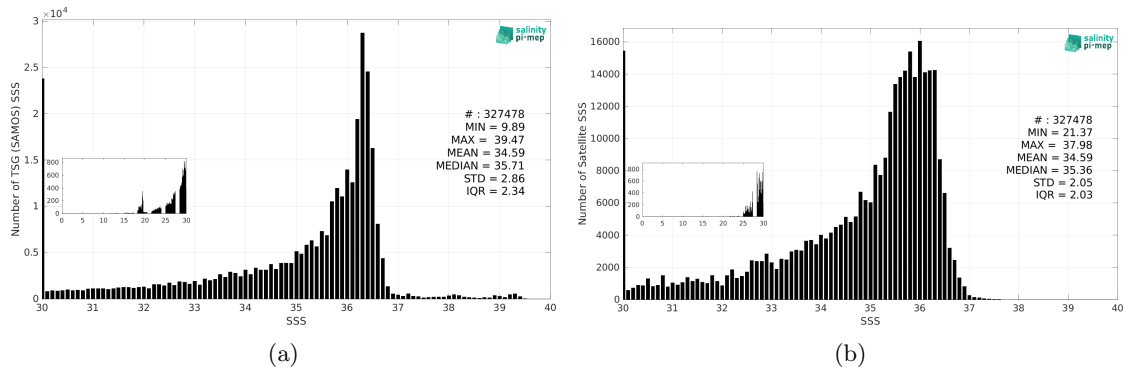 ×10⁴
3
2.5
2
1.5
1
0.5
0
Number of TSG (SAMOS) SSS
30 31 32 33 34 35 36 37 38 39 40
SSS
salinity
pi-mep
# : 327478
MIN = 9.89
MAX = 39.47
MEAN = 34.59
MEDIAN = 35.71
STD = 2.86
IQR = 2.34
800
600
400
200
0
0 5 10 15 20 25 30
(a)
16000
14000
12000
10000
8000
6000
4000
2000
0
Number of Satellite SSS
30 31 32 33 34 35 36 37 38 39 40
SSS
salinity
pi-mep
# : 327478
MIN = 21.37
MAX = 37.98
MEAN = 34.59
MEDIAN = 35.36
STD = 2.05
IQR = 2.03
800
600
400
200
0
0 5 10 15 20 25 30
(b)